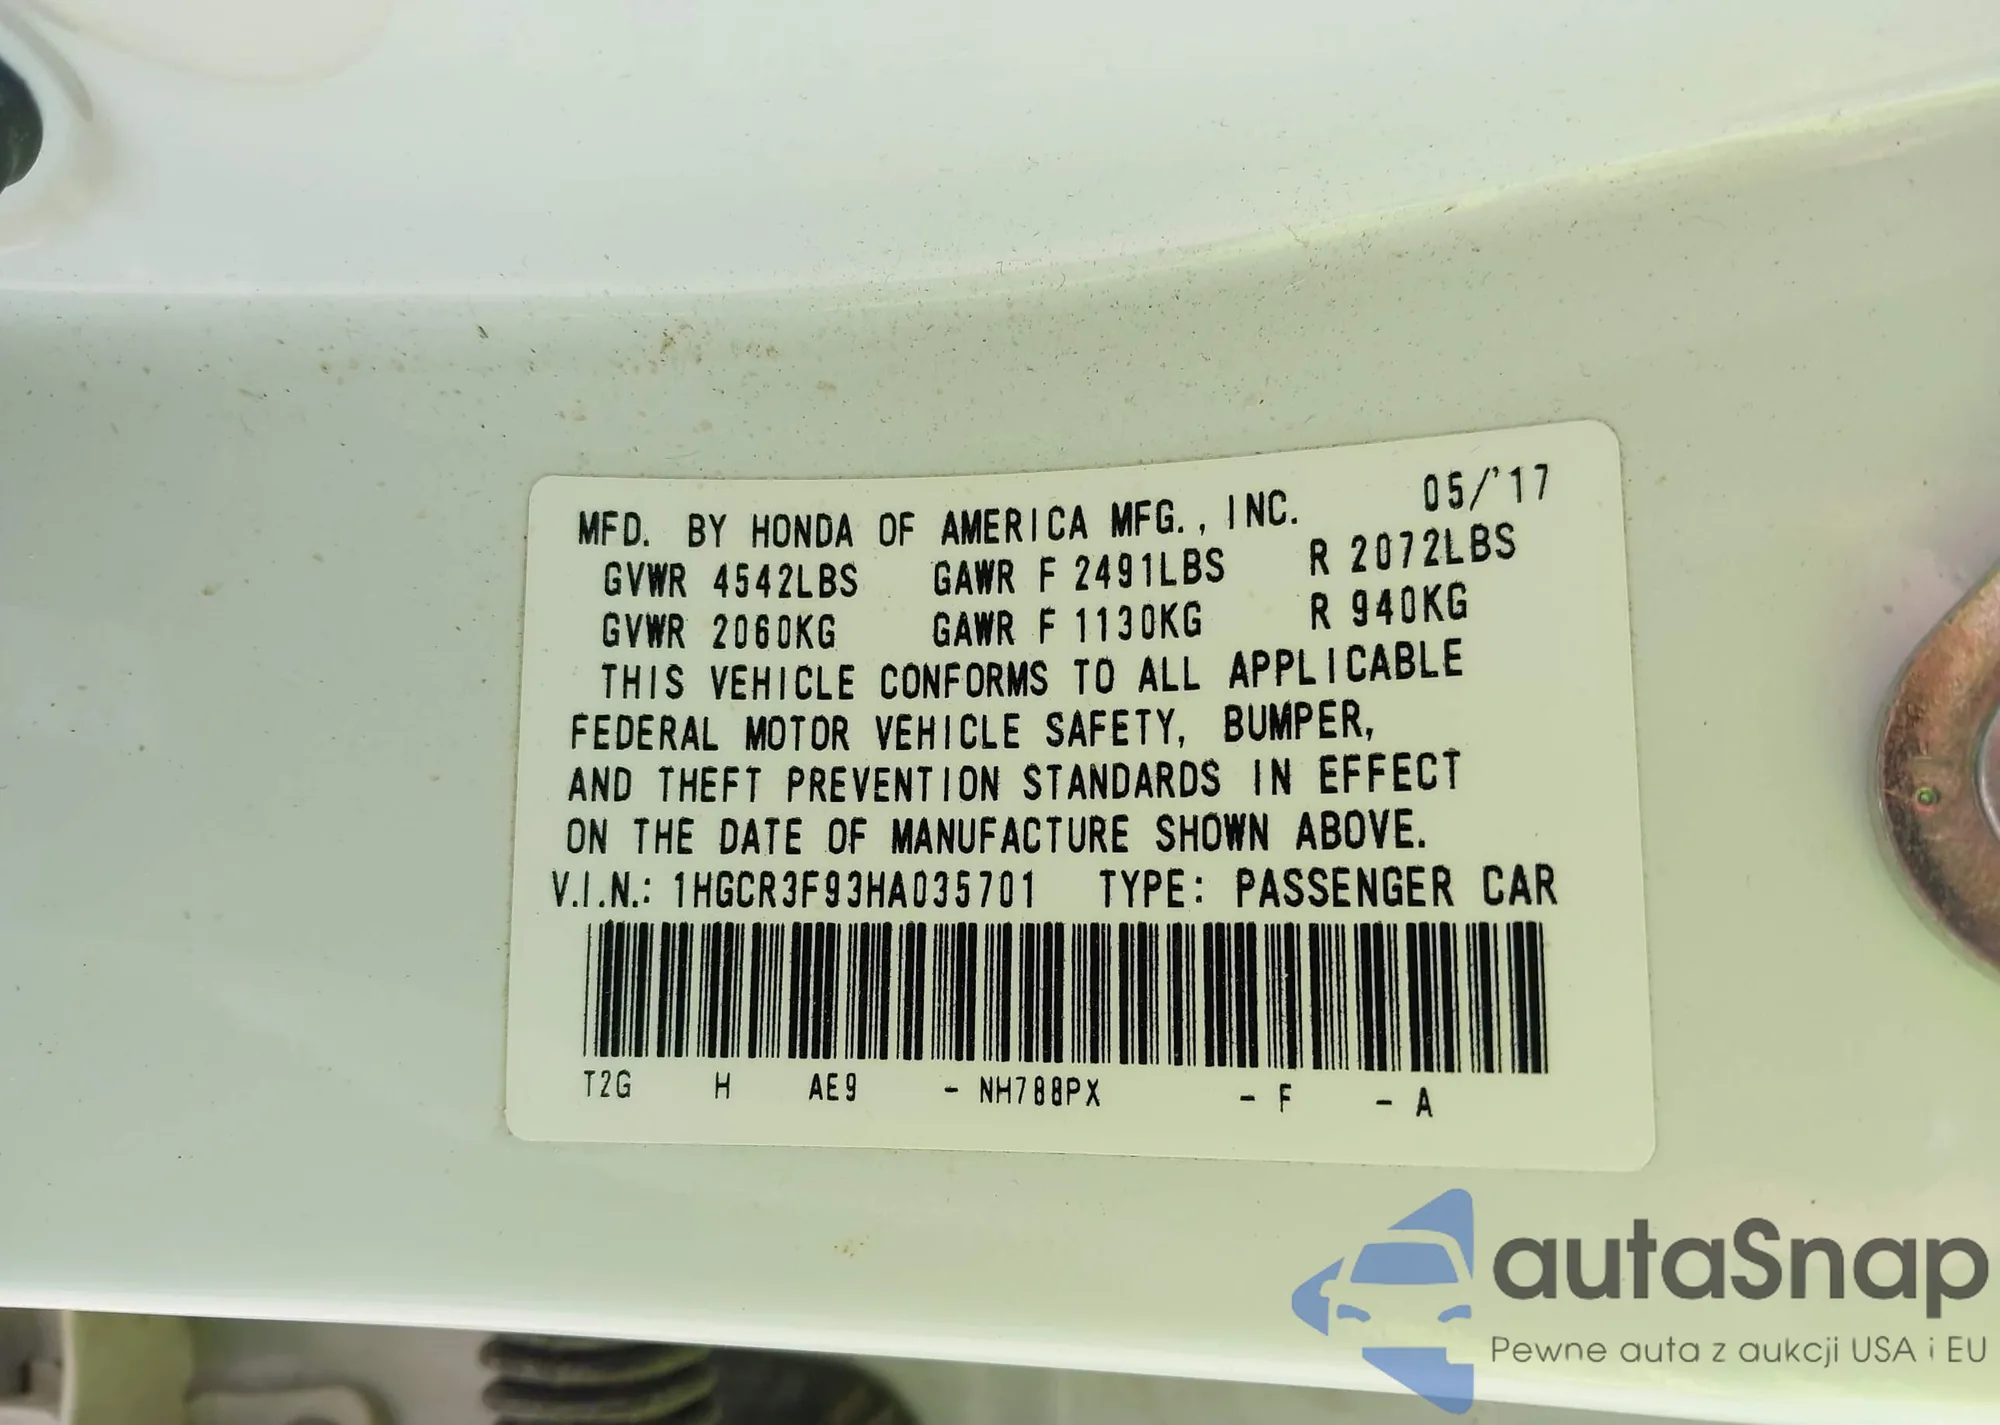 MFD. BY HONDA OF AMERICA MFG., INC. 05/'17
GVWR 4542LBS GAWR F 2491LBS R 2072LBS
GVWR 2060KG GAWR F 1130KG R 940KG
THIS VEHICLE CONFORMS TO ALL APPLICABLE
FEDERAL MOTOR VEHICLE SAFETY, BUMPER,
AND THEFT PREVENTION STANDARDS IN EFFECT
ON THE DATE OF MANUFACTURE SHOWN ABOVE.
V.I.N.: 1HGCR3F93HA035701 TYPE: PASSENGER CAR
T2G H AE9 - NH788PX - F - A
autaSnap
Pewne auta z aukcji USA i EU